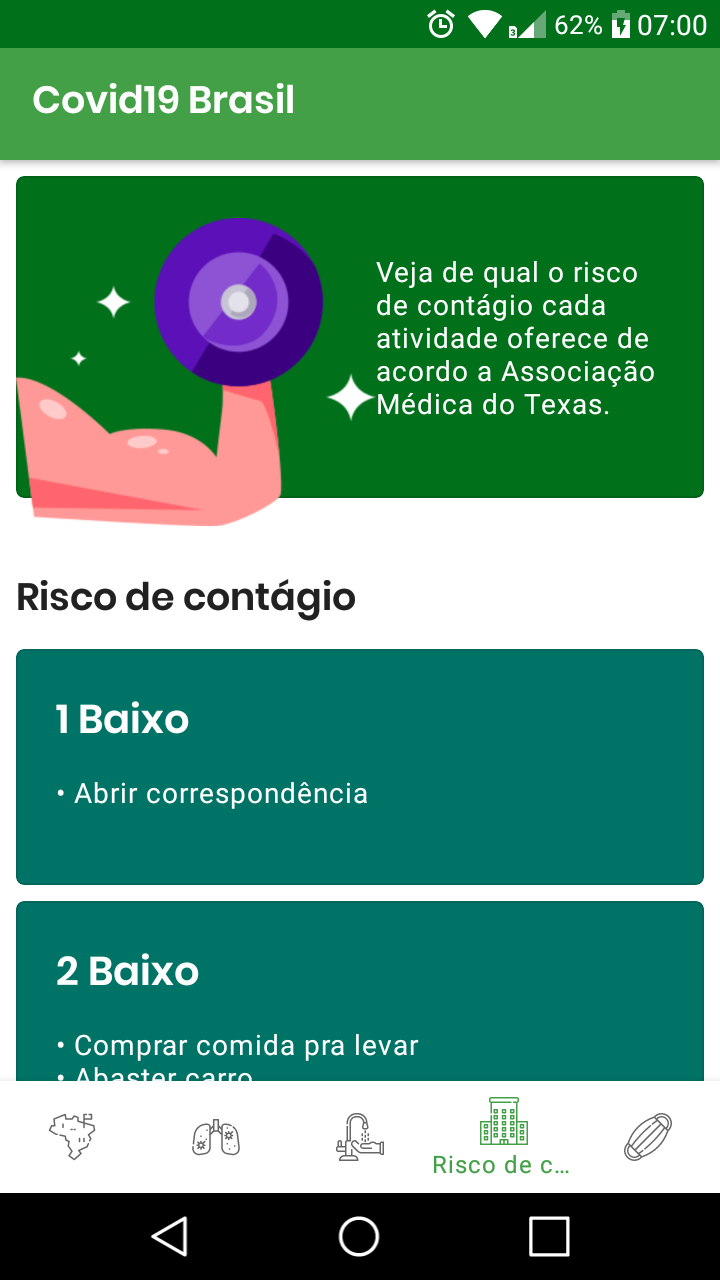 3 62% 07:00
Covid19 Brasil
Veja de qual o risco
de contágio cada
atividade oferece de
acordo a Associação
Médica do Texas.
Risco de contágio
1 Baixo
• Abrir correspondência
2 Baixo
• Comprar comida pra levar
• Abaster carro
Risco de c...